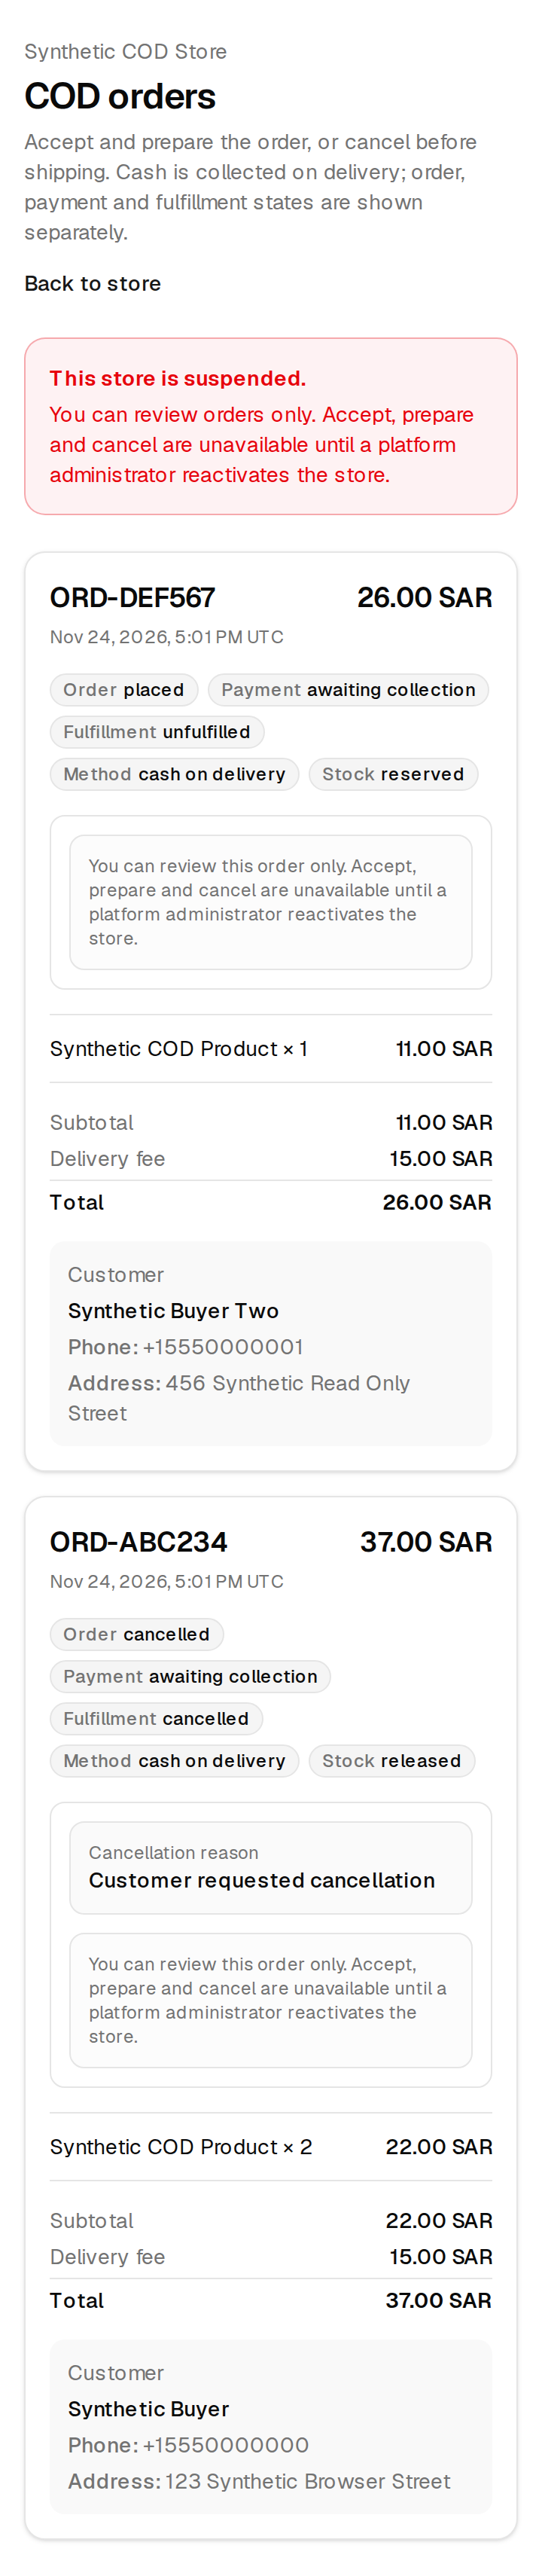 Synthetic COD Store
COD orders
Accept and prepare the order, or cancel before
shipping. Cash is collected on delivery; order,
payment and fulfillment states are shown
separately.
Back to store
This store is suspended.
You can review orders only. Accept, prepare
and cancel are unavailable until a platform
administrator reactivates the store.
ORD-DEF567 26.00 SAR
Nov 24, 2026, 5:01 PM UTC
Order placed Payment awaiting collection
Fulfillment unfulfilled
Method cash on delivery Stock reserved
You can review this order only. Accept,
prepare and cancel are unavailable until a
platform administrator reactivates the
store.
Synthetic COD Product × 1 11.00 SAR
Subtotal 11.00 SAR
Delivery fee 15.00 SAR
Total 26.00 SAR
Customer
Synthetic Buyer Two
Phone: +15550000001
Address: 456 Synthetic Read Only
Street
ORD-ABC234 37.00 SAR
Nov 24, 2026, 5:01 PM UTC
Order cancelled
Payment awaiting collection
Fulfillment cancelled
Method cash on delivery Stock released
Cancellation reason
Customer requested cancellation
You can review this order only. Accept,
prepare and cancel are unavailable until a
platform administrator reactivates the
store.
Synthetic COD Product × 2 22.00 SAR
Subtotal 22.00 SAR
Delivery fee 15.00 SAR
Total 37.00 SAR
Customer
Synthetic Buyer
Phone: +15550000000
Address: 123 Synthetic Browser Street